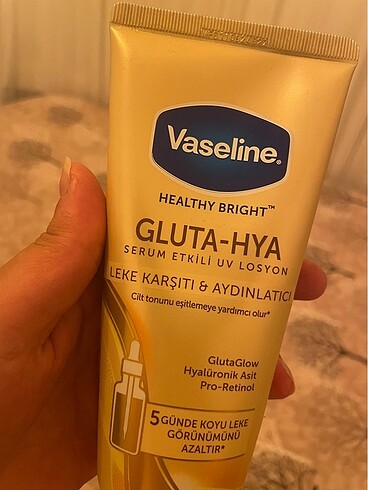 Vaseline®
HEALTHY BRIGHT™
GLUTA-HYA
SERUM ETKİLİ UV LOSYON
LEKE KARŞITI & AYDINLATICI
Cilt tonunu eşitlemeye yardımcı olur*
GlutaGlow
Hyalüronik Asit
Pro-Retinol
5 GÜNDE KOYU LEKE
GÖRÜNÜMÜNÜ
AZALTIR*